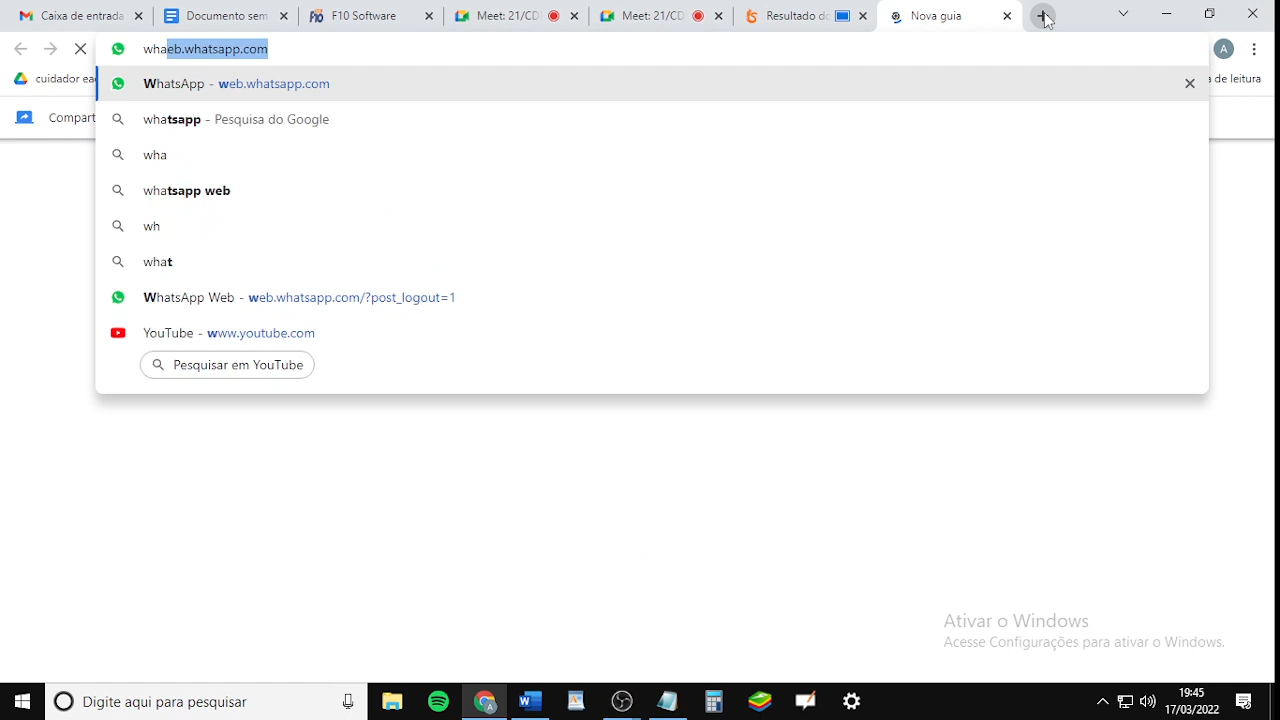 Caixa de entrada
Documento sem
F10 Software
Meet: 21/CD
Meet: 21/CD
Resultado do
Nova guia
whaeb.whatsapp.com
A
cuidador ead
a de leitura
Compart
WhatsApp - web.whatsapp.com
whatsapp - Pesquisa do Google
wha
whatsapp web
wh
what
WhatsApp Web - web.whatsapp.com/?post_logout=1
YouTube - www.youtube.com
Pesquisar em YouTube
Ativar o Windows
Acesse Configurações para ativar o Windows.
Digite aqui para pesquisar
19:45
17/03/2022